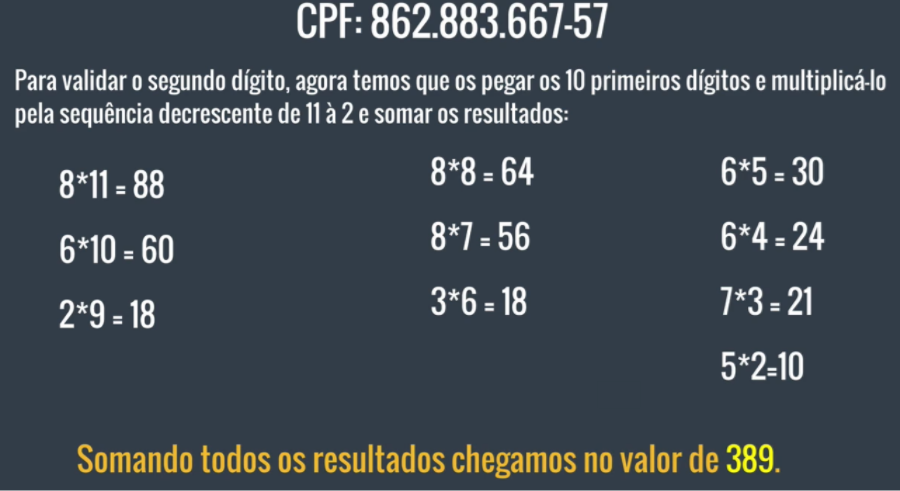 CPF: 862.883.667-57
Para validar o segundo dígito, agora temos que os pegar os 10 primeiros dígitos e multiplicá-lo
pela sequência decrescente de 11 à 2 e somar os resultados:
8*11 = 88
6*10 = 60
2*9 = 18
8*8 = 64
8*7 = 56
3*6 = 18
6*5 = 30
6*4 = 24
7*3 = 21
5*2=10
Somando todos os resultados chegamos no valor de 389.